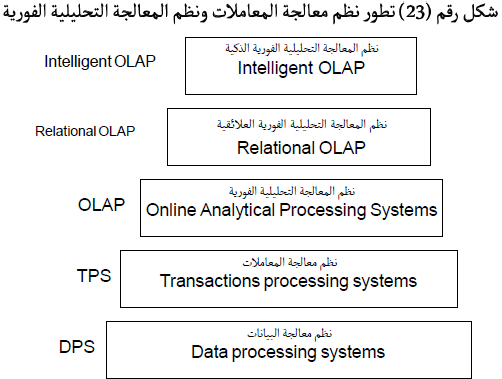 شكل رقم (23) تطور نظم معالجة المعاملات ونظم المعالجة التحليلية الفورية
نظم المعالجة التحليلية الفورية الذكية
Intelligent OLAP
Intelligent OLAP
نظم المعالجة التحليلية الفورية العلائقية
Relational OLAP
Relational OLAP
نظم المعالجة التحليلية الفورية
OLAP
Online Analytical Processing Systems
نظم معالجة المعاملات
TPS
Transactions processing systems
نظم معالجة البيانات
DPS
Data processing systems